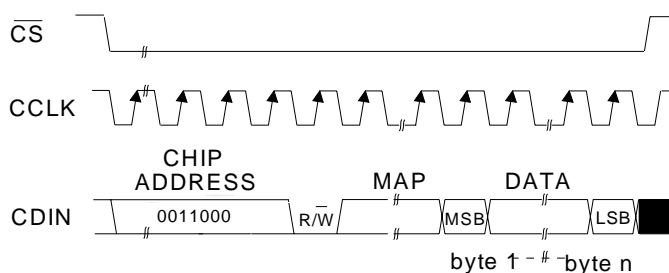 CS
CCLK
CHIP
ADDRESS
MAP
DATA
CDIN
0011000
R/W
MSB
LSB
byte 1
byte n